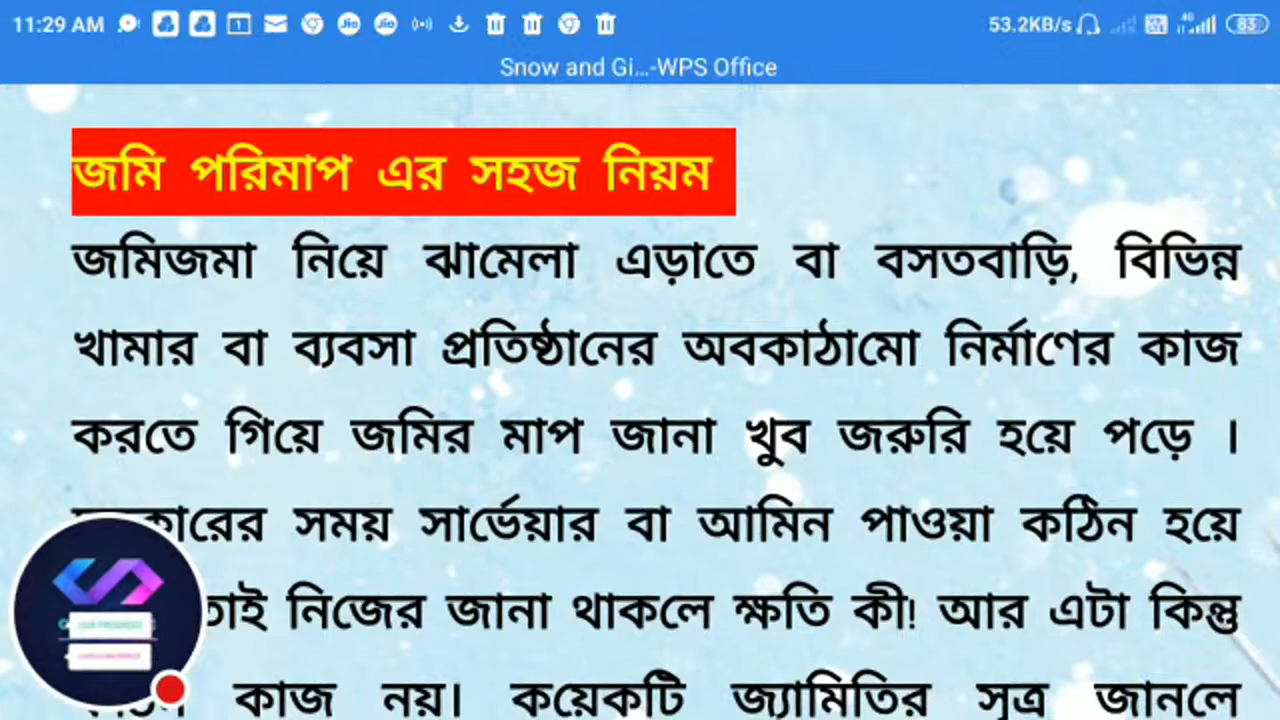 11:29 AM 53.2KB/s 83
Snow and Gi...-WPS Office
জমি পরিমাপ এর সহজ নিয়ম
জমিজমা নিয়ে ঝামেলা এড়াতে বা বসতবাড়ি, বিভিন্ন
খামার বা ব্যবসা প্রতিষ্ঠানের অবকাঠামো নির্মাণের কাজ
করতে গিয়ে জমির মাপ জানা খুব জরুরি হয়ে পড়ে ।
সময় সার্ভেয়ার বা আমিন পাওয়া কঠিন হয়ে
তাই নিজের জানা থাকলে ক্ষতি কী! আর এটা কিন্তু
কাজ নয়। কয়েকটি জ্যামিতির সূত্র জানলে